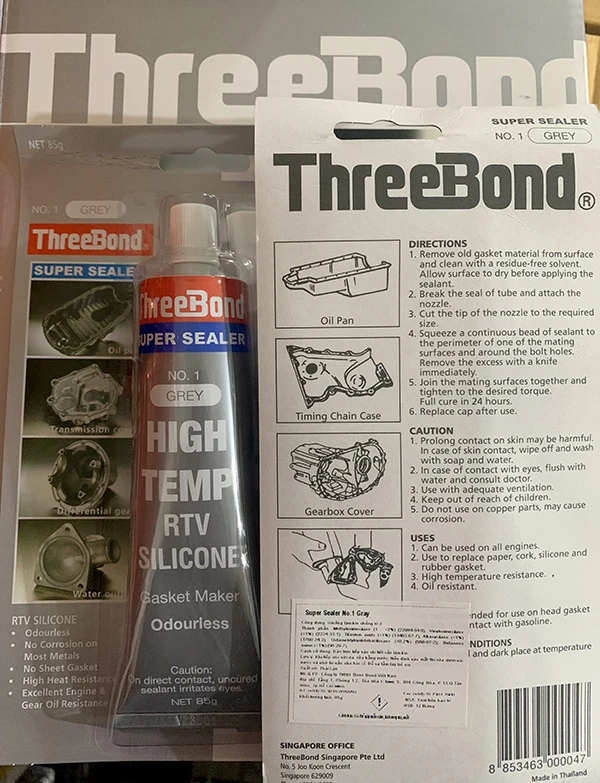 ThreeBond
NET 85g
NO. 1 GREY
ThreeBond
SUPER SEALE
Oil pa
Transmission cov
Differential gea
Water ou
RTV SILICONE
• Odourless
• No Corrosion on
Most Metals
• No Sheet Gasket
• High Heat Resistanc
• Excellent Engine &
Gear Oil Resistance
ThreeBond
SUPER SEALER
NO. 1
GREY
HIGH
TEMP
RTV
SILICONE
Gasket Maker
Odourless
Caution:
On direct contact, uncured
sealant irritates eyes.
NET 85g
SUPER SEALER
NO. 1 GREY
ThreeBond®
Oil Pan
Timing Chain Case
Gearbox Cover
DIRECTIONS
1. Remove old gasket material from surface
and clean with a residue-free solvent.
Allow surface to dry before applying the
sealant.
2. Break the seal of tube and attach the
nozzle.
3. Cut the tip of the nozzle to the required
size.
4. Squeeze a continuous bead of sealant to
the perimeter of one of the mating
surfaces and around the bolt holes.
Remove the excess with a knife
immediately.
5. Join the mating surfaces together and
tighten to the desired torque.
Full cure in 24 hours.
6. Replace cap after use.
CAUTION
1. Prolong contact on skin may be harmful.
In case of skin contact, wipe off and wash
with soap and water.
2. In case of contact with eyes, flush with
water and consult doctor.
3. Use with adequate ventilation.
4. Keep out of reach of children.
5. Do not use on copper parts, may cause
corrosion.
USES
1. Can be used on all engines.
2. Use to replace paper, cork, silicone and
rubber gasket.
3. High temperature resistance.
4. Oil resistant.
ended for use on head gasket
ntact with gasoline.
NDITIONS
l and dark place at temperature
Super Sealer No.1 Gray
SINGAPORE OFFICE
ThreeBond Singapore Pte Ltd
No. 5 Joo Koon Crescent
Singapore 629009
8 853463 000047
Made in Thailand